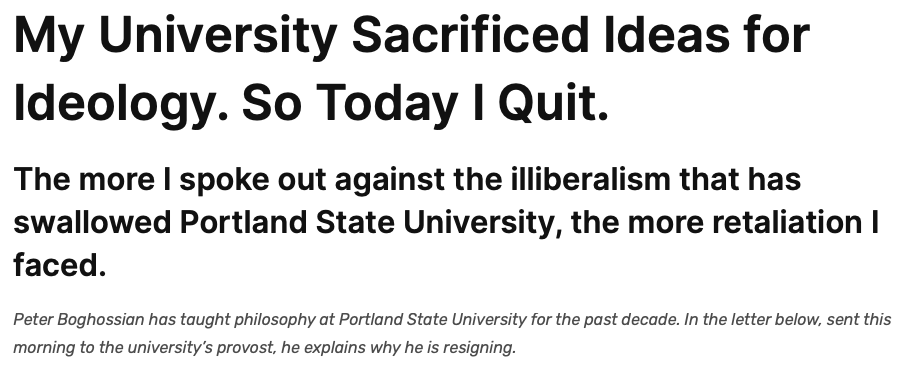 My University Sacrificed Ideas for
Ideology. So Today I Quit.
The more I spoke out against the illiberalism that has
swallowed Portland State University, the more retaliation I
faced.
Peter Boghossian has taught philosophy at Portland State University for the past decade. In the letter below, sent this
morning to the university’s provost, he explains why he is resigning.